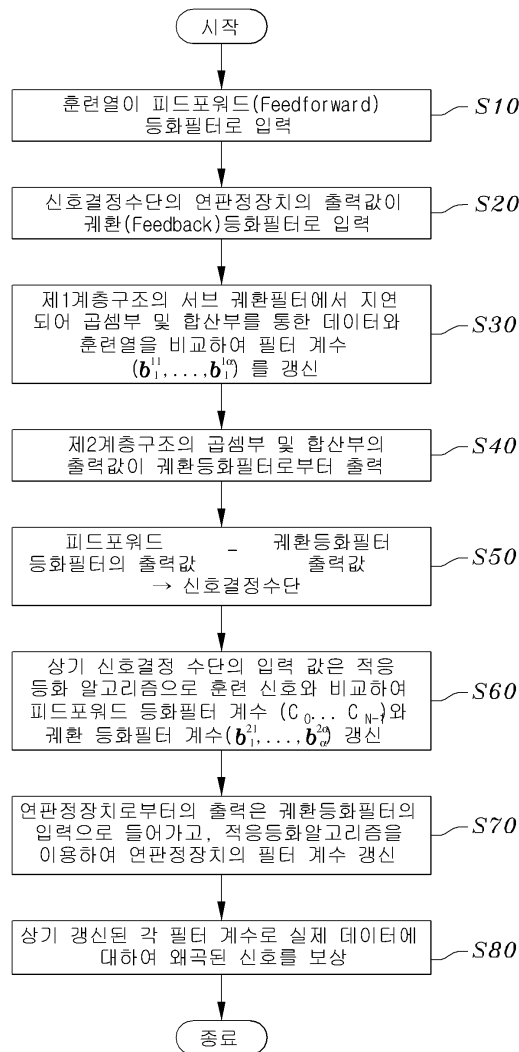 시작
훈련열이 피드포워드(Feedforward)
등화필터로 입력
S10
신호결정수단의 연판정장치의 출력값이
궤환(Feedback)등화필터로 입력
S20
제1계층구조의 서브 궤환필터에서 지연
되어 곱셈부 및 합산부를 통한 데이터와
훈련열을 비교하여 필터 계수
(b₁¹¹,...,b₁¹ᵅ) 를 갱신
S30
제2계층구조의 곱셈부 및 합산부의
출력값이 궤환등화필터로부터 출력
S40
피드포워드 – 궤환등화필터
등화필터의 출력값 출력값
→ 신호결정수단
S50
상기 신호결정 수단의 입력 값은 적응
등화 알고리즘으로 훈련 신호와 비교하여
피드포워드 등화필터 계수 (C₀... C_N-1)와
궤환 등화필터 계수(b₁²¹,...,b_α²ᵅ) 갱신
S60
연판정장치로부터의 출력은 궤환등화필터의
입력으로 들어가고, 적응등화알고리즘을
이용하여 연판정장치의 필터 계수 갱신
S70
상기 갱신된 각 필터 계수로 실제 데이터에
대하여 왜곡된 신호를 보상
S80
종료